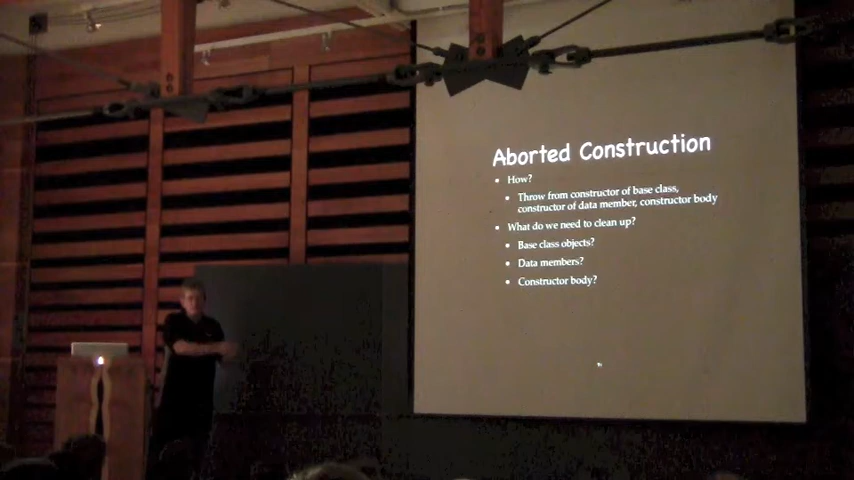 Aborted Construction
How?
Throw from constructor of base class,
constructor of data member, constructor body
What do we need to clean up?
Base class objects?
Data members?
Constructor body?